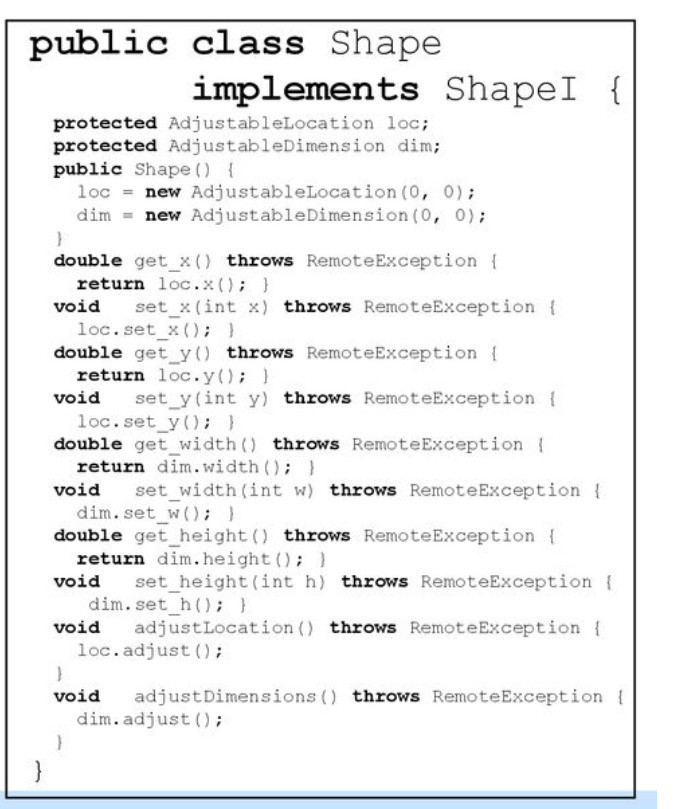 public class Shape
implements ShapeI {
protected AdjustableLocation loc;
protected AdjustableDimension dim;
public Shape() {
loc = new AdjustableLocation(0, 0);
dim = new AdjustableDimension(0, 0);
}
double get_x() throws RemoteException {
return loc.x(); }
void set_x(int x) throws RemoteException {
loc.set_x(); }
double get_y() throws RemoteException {
return loc.y(); }
void set_y(int y) throws RemoteException {
loc.set_y(); }
double get_width() throws RemoteException {
return dim.width(); }
void set_width(int w) throws RemoteException {
dim.set_w(); }
double get_height() throws RemoteException {
return dim.height(); }
void set_height(int h) throws RemoteException {
dim.set_h(); }
void adjustLocation() throws RemoteException {
loc.adjust();
}
void adjustDimensions() throws RemoteException {
dim.adjust();
}
}